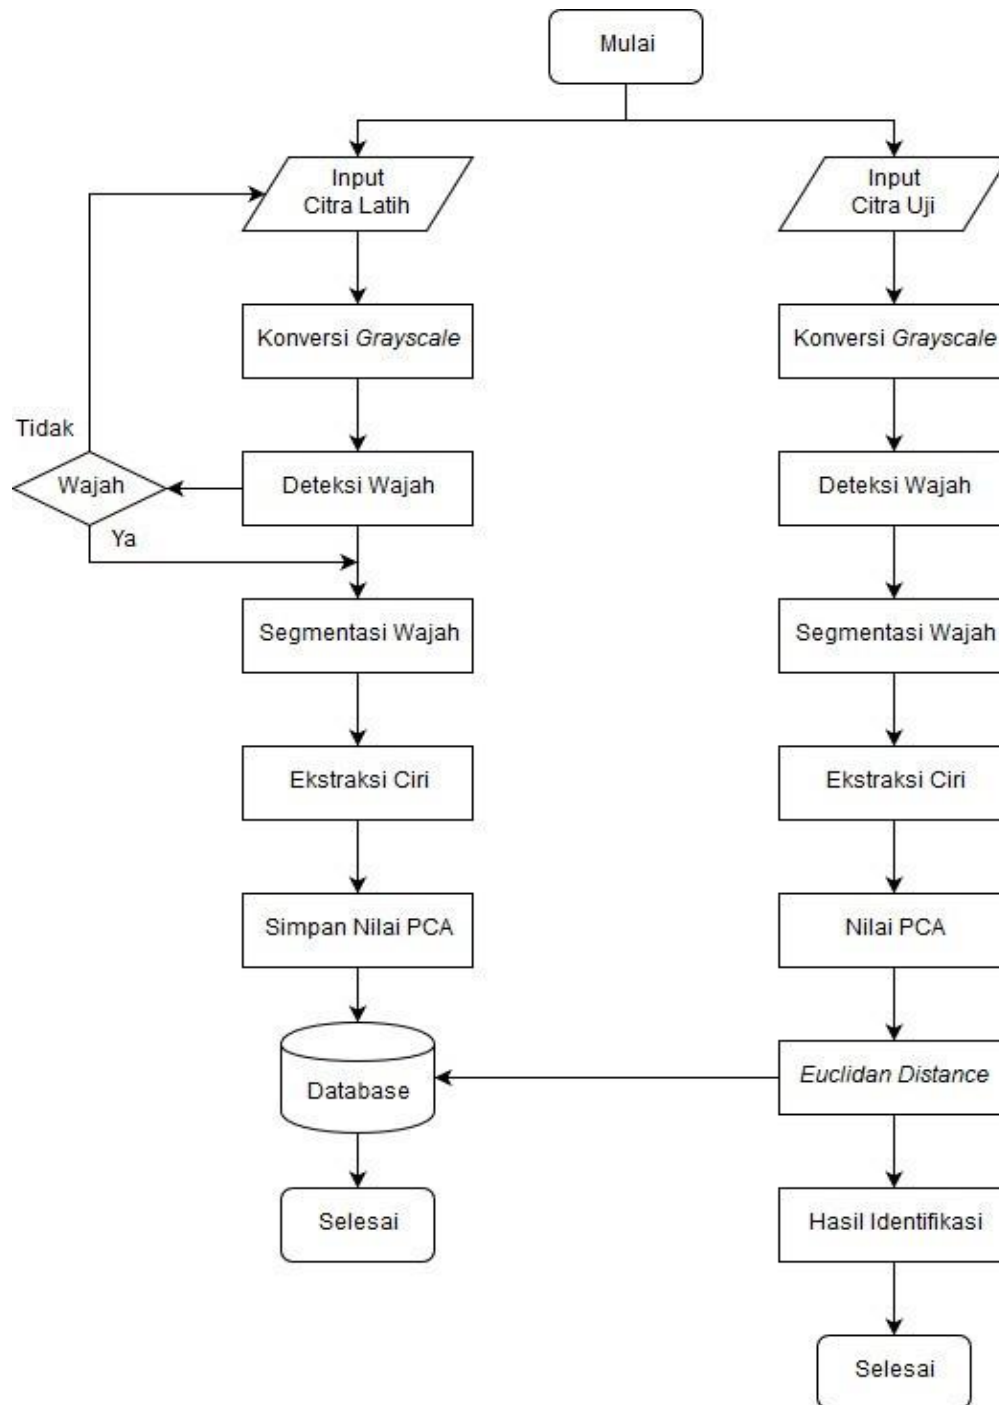 Mulai
Input
Citra Latih
Input
Citra Uji
Konversi Grayscale
Konversi Grayscale
Tidak
Wajah
Deteksi Wajah
Deteksi Wajah
Ya
Segmentasi Wajah
Segmentasi Wajah
Ekstraksi Ciri
Ekstraksi Ciri
Simpan Nilai PCA
Nilai PCA
Database
Euclidan Distance
Selesai
Hasil Identifikasi
Selesai